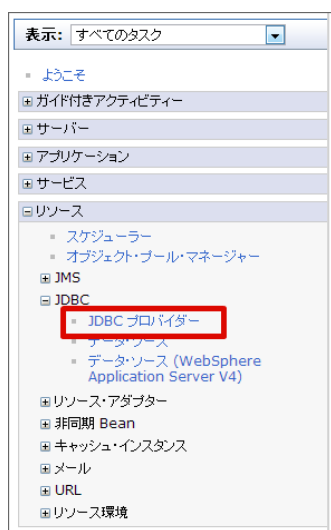 表示: すべてのタスク
ようこそ
ガイド付きアクティビティー
サーバー
アプリケーション
サービス
リソース
スケジューラー
オブジェクト・プール・マネージャー
JMS
JDBC
JDBC プロバイダー
データ・ソース
データ・ソース (WebSphere
Application Server V4)
リソース・アダプター
非同期 Bean
キャッシュ・インスタンス
メール
URL
リソース環境